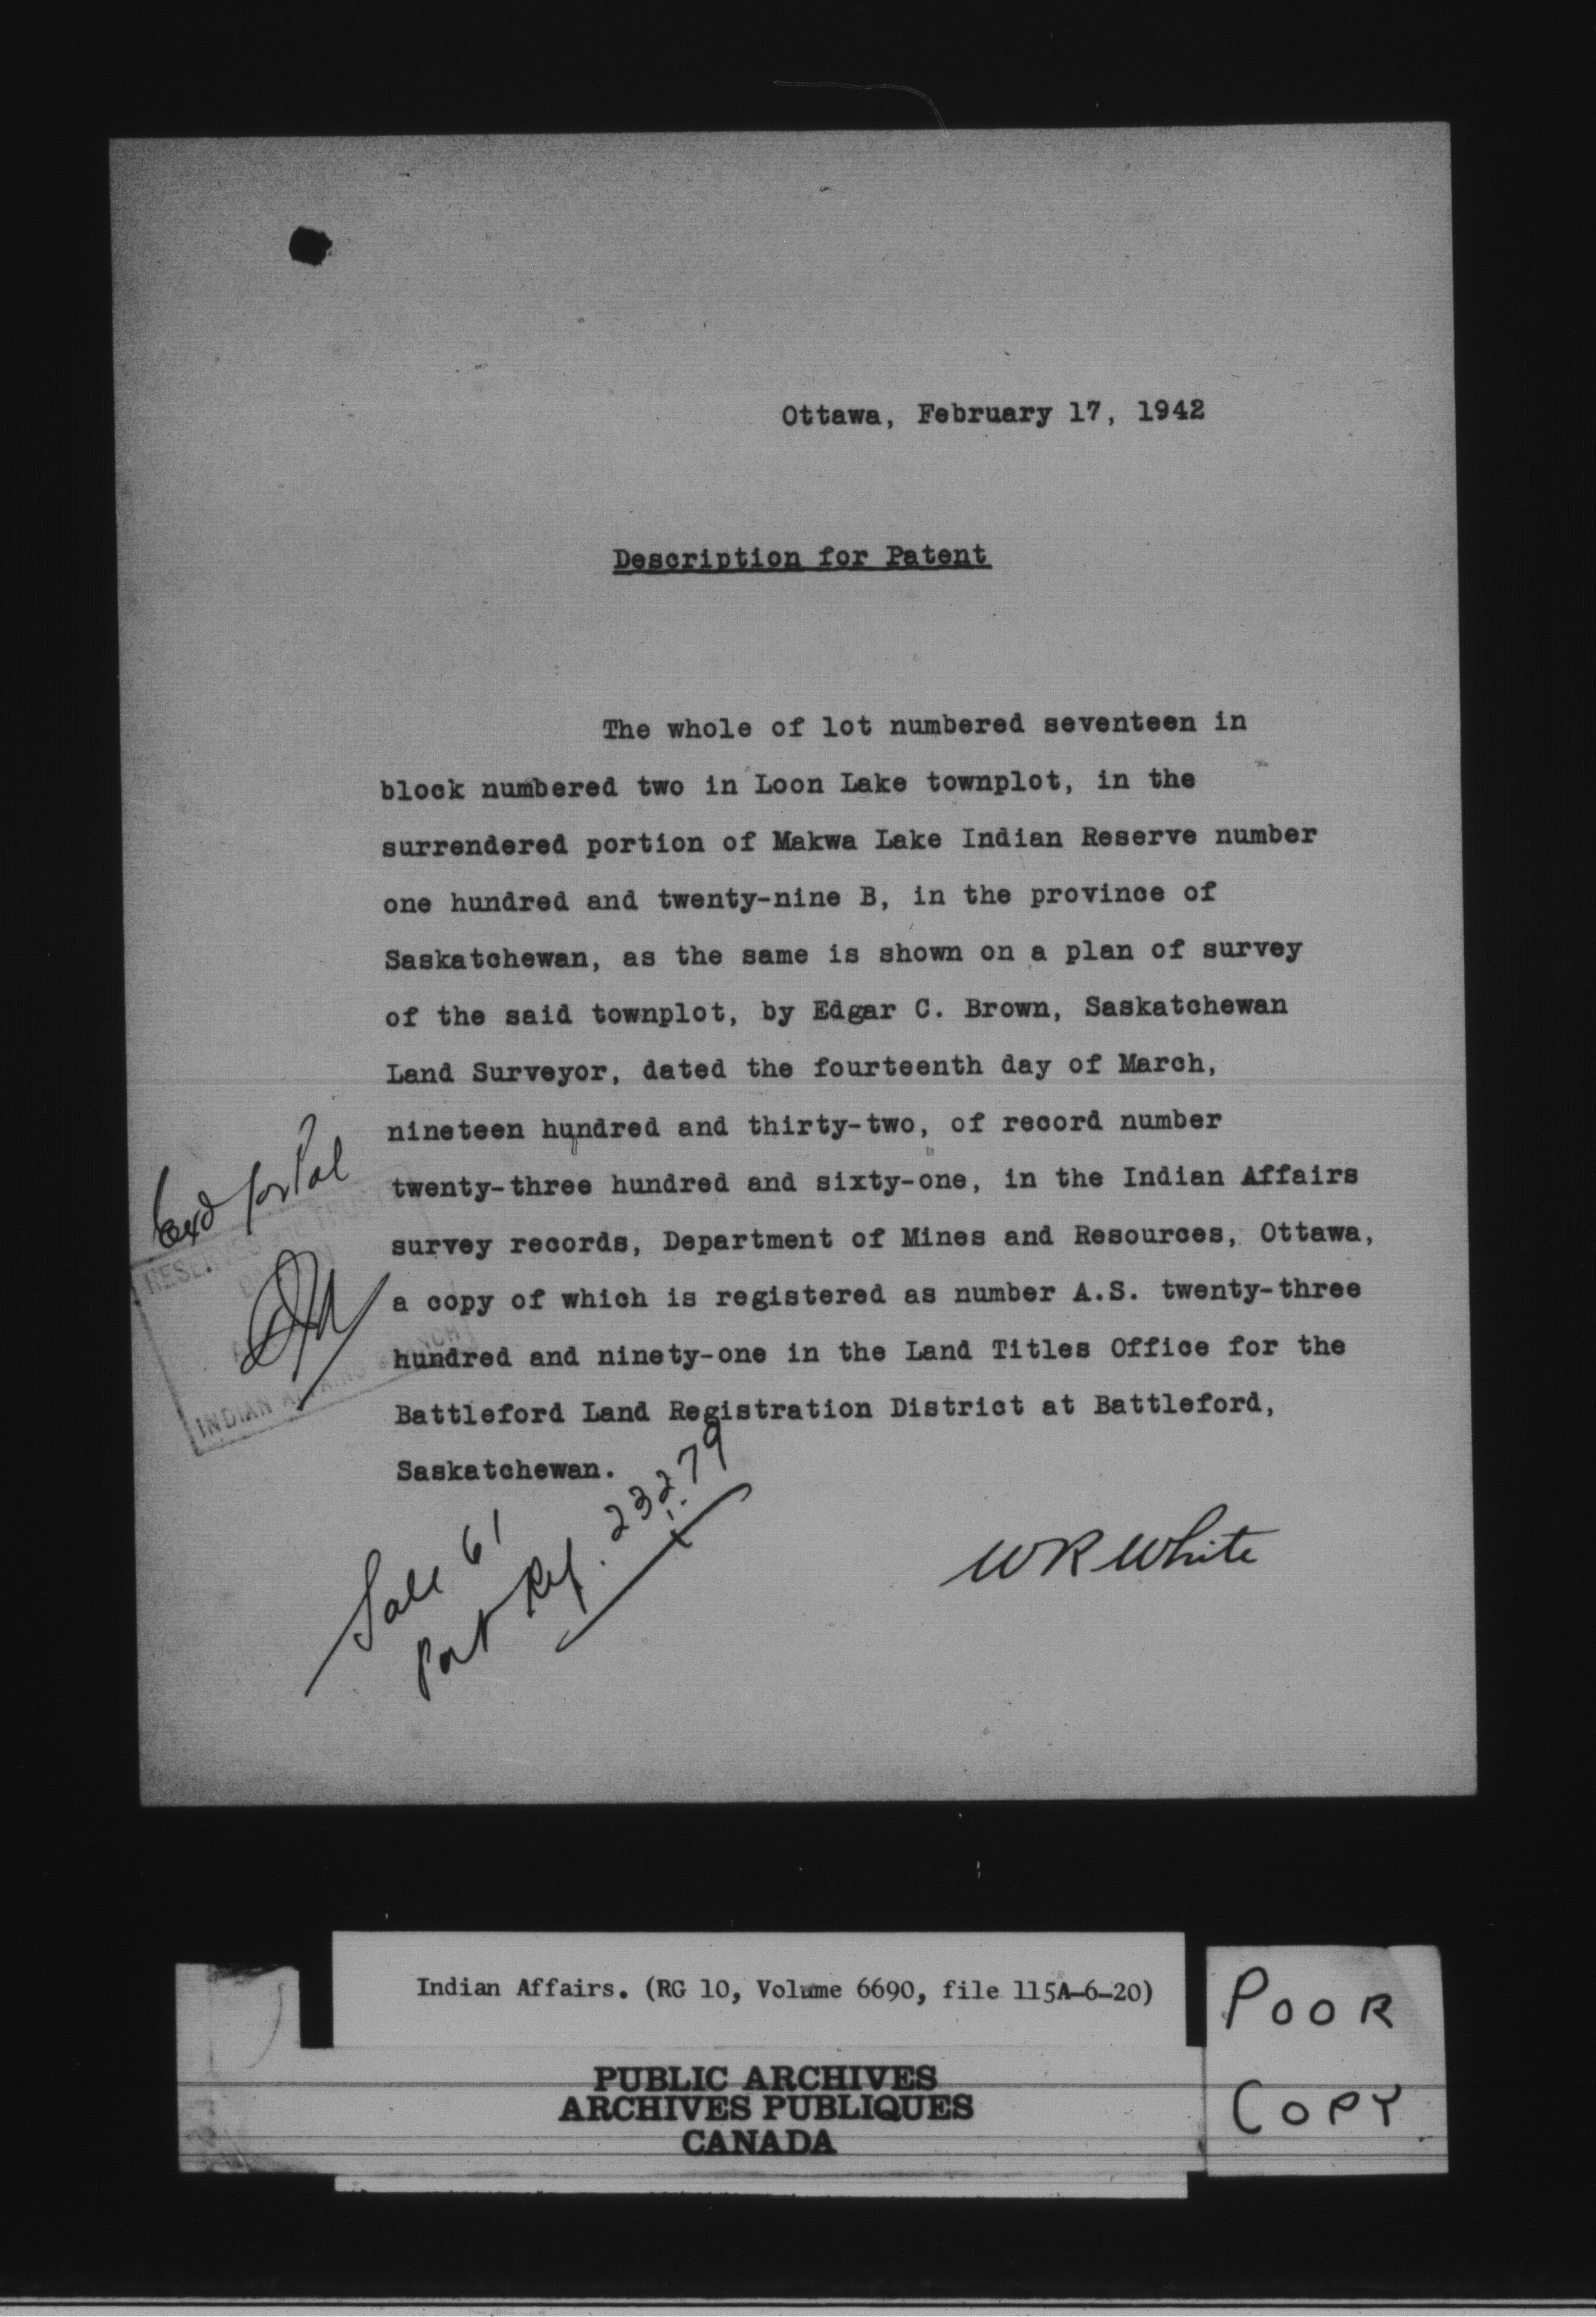 Ottawa, February 17, 1942
Description for Patent
The whole of lot numbered seventeen in
block numbered two in Loon Lake townplot, in the
surrendered portion of Makwa Lake Indian Reserve number
one hundred and twenty-nine B, in the province of
Saskatchewan, as the same is shown on a plan of survey
of the said townplot, by Edgar C. Brown, Saskatchewan
Land Surveyor, dated the fourteenth day of March,
nineteen hundred and thirty-two, of record number
twenty-three hundred and sixty-one, in the Indian Affairs
survey records, Department of Mines and Resources, Ottawa,
a copy of which is registered as number A.S. twenty-three
hundred and ninety-one in the Land Titles Office for the
Battleford Land Registration District at Battleford,
Saskatchewan.
RESERVES and TRUST
INDIAN AFFAIRS BRANCH
Sale 61
Pat Ref. 23279
W R White
Indian Affairs. (RG 10, Volume 6690, file 115A-6-20)
PUBLIC ARCHIVES
ARCHIVES PUBLIQUES
CANADA
POOR
COPY